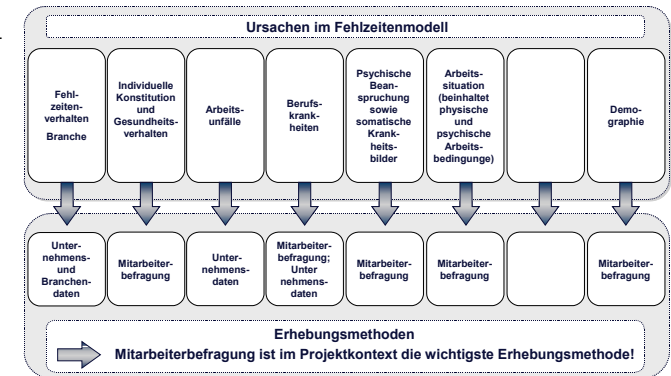 Ursachen im Fehlzeitenmodell
Fehl-
zeiten-
verhalten
Branche
Individuelle
Konstitution
und
Gesundheits-
verhalten
Arbeits-
unfälle
Berufs-
krank-
heiten
Psychische
Bean-
spruchung
sowie
somatische
Krank-
heits-
bilder
Arbeits-
situation
(beinhaltet
physische
und
psychische
Arbeits-
bedingunge)
Demo-
graphie
Unter-
nehmens-
und
Branchen-
daten
Mitarbeiter-
befragung
Unter-
nehmens-
daten
Mitarbeiter-
befragung;
Unter
nehmens-
daten
Mitarbeiter-
befragung
Mitarbeiter-
befragung
Mitarbeiter-
befragung
Erhebungsmethoden
Mitarbeiterbefragung ist im Projektkontext die wichtigste Erhebungsmethode!